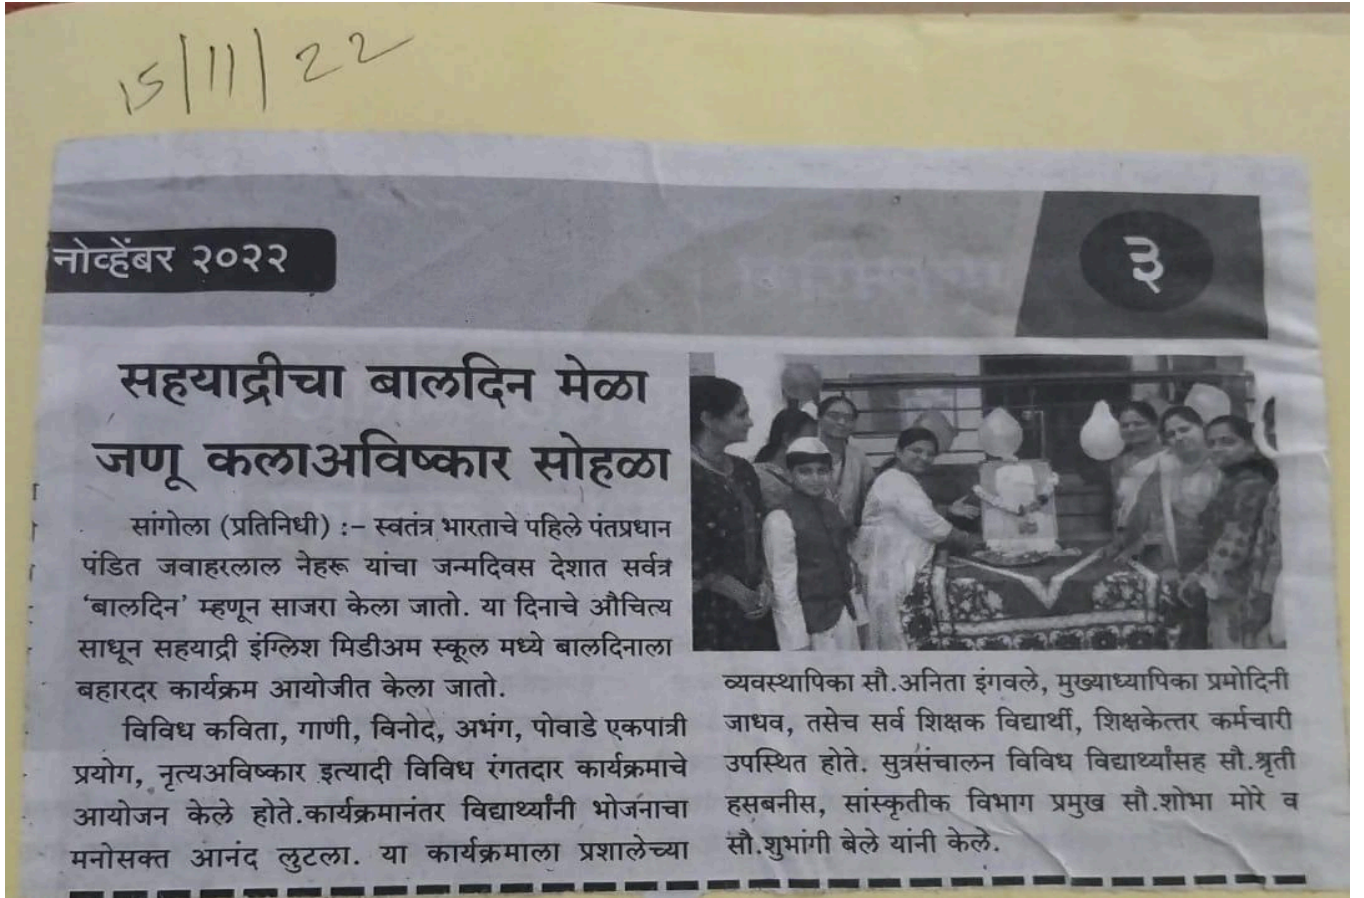 15/11/22
नोव्हेंबर २०२२
३
सहयाद्रीचा बालदिन मेळा
जणू कलाअविष्कार सोहळा
सांगोला (प्रतिनिधी) :- स्वतंत्र भारताचे पहिले पंतप्रधान
पंडित जवाहरलाल नेहरू यांचा जन्मदिवस देशात सर्वत्र
‘बालदिन’ म्हणून साजरा केला जातो. या दिनाचे औचित्य
साधून सहयाद्री इंग्लिश मिडीअम स्कूल मध्ये बालदिनाला
बहारदर कार्यक्रम आयोजीत केला जातो.
विविध कविता, गाणी, विनोद, अभंग, पोवाडे एकपात्री
प्रयोग, नृत्यअविष्कार इत्यादी विविध रंगतदार कार्यक्रमाचे
आयोजन केले होते.कार्यक्रमानंतर विद्यार्थ्यांनी भोजनाचा
मनोसक्त आनंद लुटला. या कार्यक्रमाला प्रशालेच्या
व्यवस्थापिका सौ.अनिता इंगवले, मुख्याध्यापिका प्रमोदिनी
जाधव, तसेच सर्व शिक्षक विद्यार्थी, शिक्षकेत्तर कर्मचारी
उपस्थित होते. सुत्रसंचालन विविध विद्यार्थ्यांसह सौ.श्रृती
हसबनीस, सांस्कृतीक विभाग प्रमुख सौ.शोभा मोरे व
सौ.शुभांगी बेले यांनी केले.